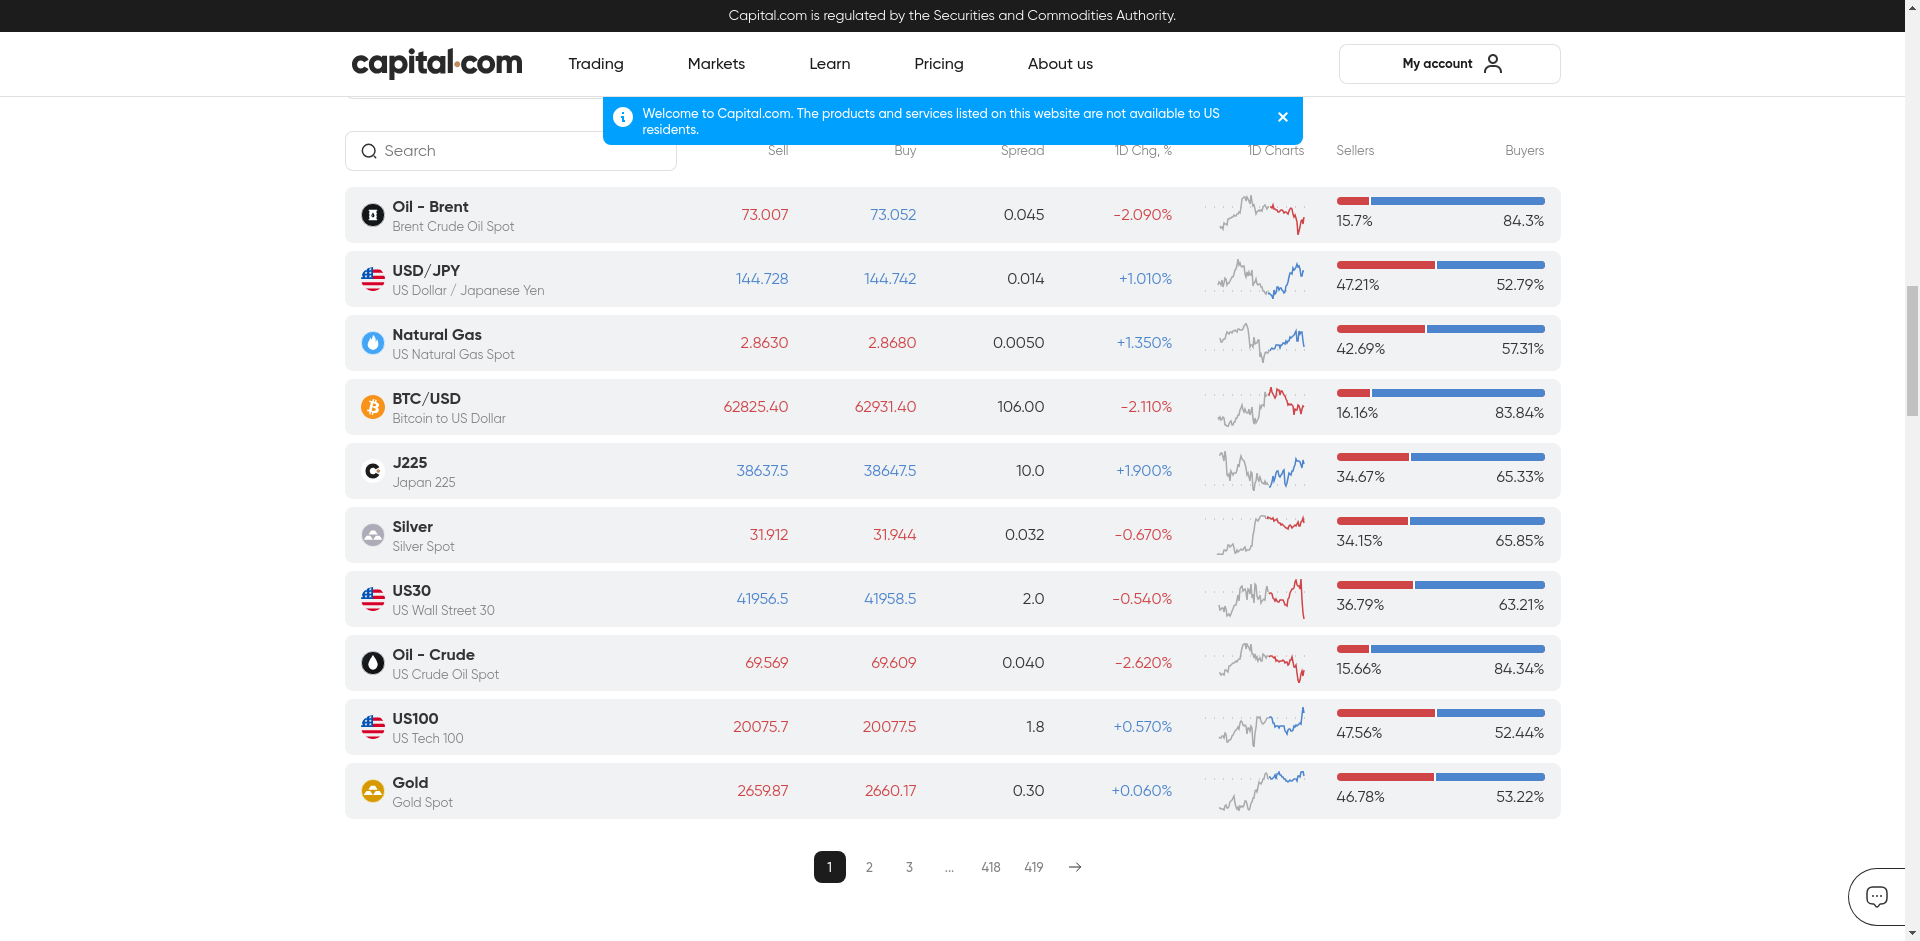 Capital.com is regulated by the Securities and Commodities Authority.
capital.com
Trading
Markets
Learn
Pricing
About us
My account
Welcome to Capital.com. The products and services listed on this website are not available to US
residents.
Search
Sell
Buy
Spread
1D Chg, %
1D Charts
Sellers
Buyers
Oil - Brent
Brent Crude Oil Spot
73.007
73.052
0.045
-2.090%
15.7%
84.3%
USD/JPY
US Dollar / Japanese Yen
144.728
144.742
0.014
+1.010%
47.21%
52.79%
Natural Gas
US Natural Gas Spot
2.8630
2.8680
0.0050
+1.350%
42.69%
57.31%
BTC/USD
Bitcoin to US Dollar
62825.40
62931.40
106.00
-2.110%
16.16%
83.84%
J225
Japan 225
38637.5
38647.5
10.0
+1.900%
34.67%
65.33%
Silver
Silver Spot
31.912
31.944
0.032
-0.670%
34.15%
65.85%
US30
US Wall Street 30
41956.5
41958.5
2.0
-0.540%
36.79%
63.21%
Oil - Crude
US Crude Oil Spot
69.569
69.609
0.040
-2.620%
15.66%
84.34%
US100
US Tech 100
20075.7
20077.5
1.8
+0.570%
47.56%
52.44%
Gold
Gold Spot
2659.87
2660.17
0.30
+0.060%
46.78%
53.22%
1 2 3 ... 418 419 →